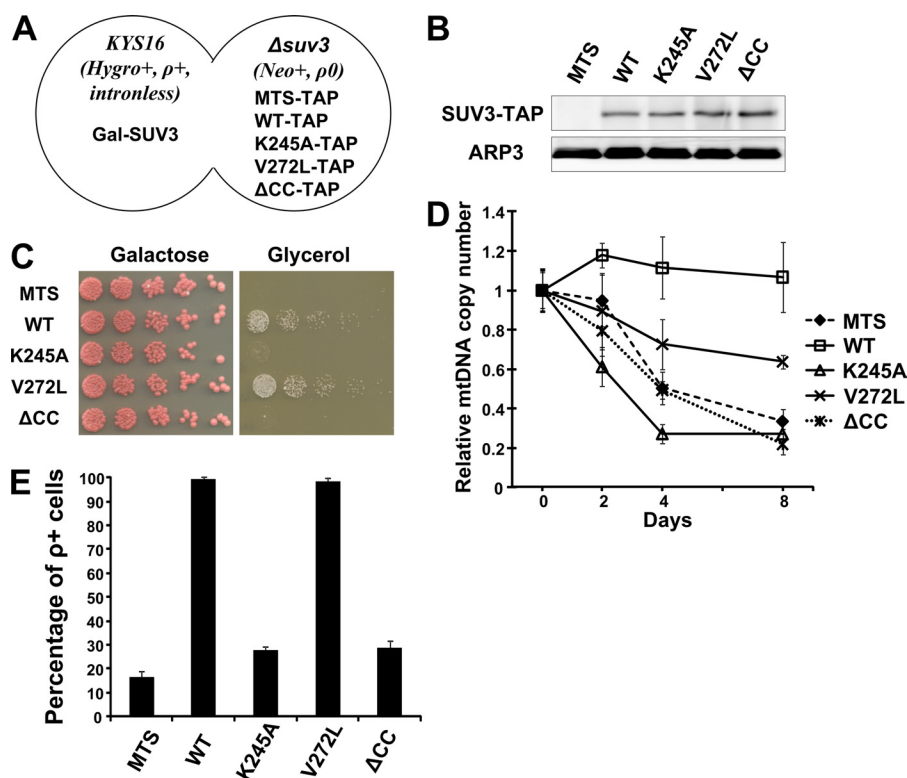 A
KYS16
(Hygro+, ρ+,
intronless)
Gal-SUV3
Δsuv3
(Neo+, ρ0)
MTS-TAP
WT-TAP
K245A-TAP
V272L-TAP
ΔCC-TAP
B
MTS
WT
K245A
V272L
ΔCC
SUV3-TAP
ARP3
C
Galactose
Glycerol
MTS
WT
K245A
V272L
ΔCC
D
Relative mtDNA copy number
1.4
1.2
1
0.8
0.6
0.4
0.2
0
0
2
4
8
Days
MTS
WT
K245A
V272L
ΔCC
E
Percentage of ρ+ cells
100
90
80
70
60
50
40
30
20
10
0
MTS
WT
K245A
V272L
ΔCC